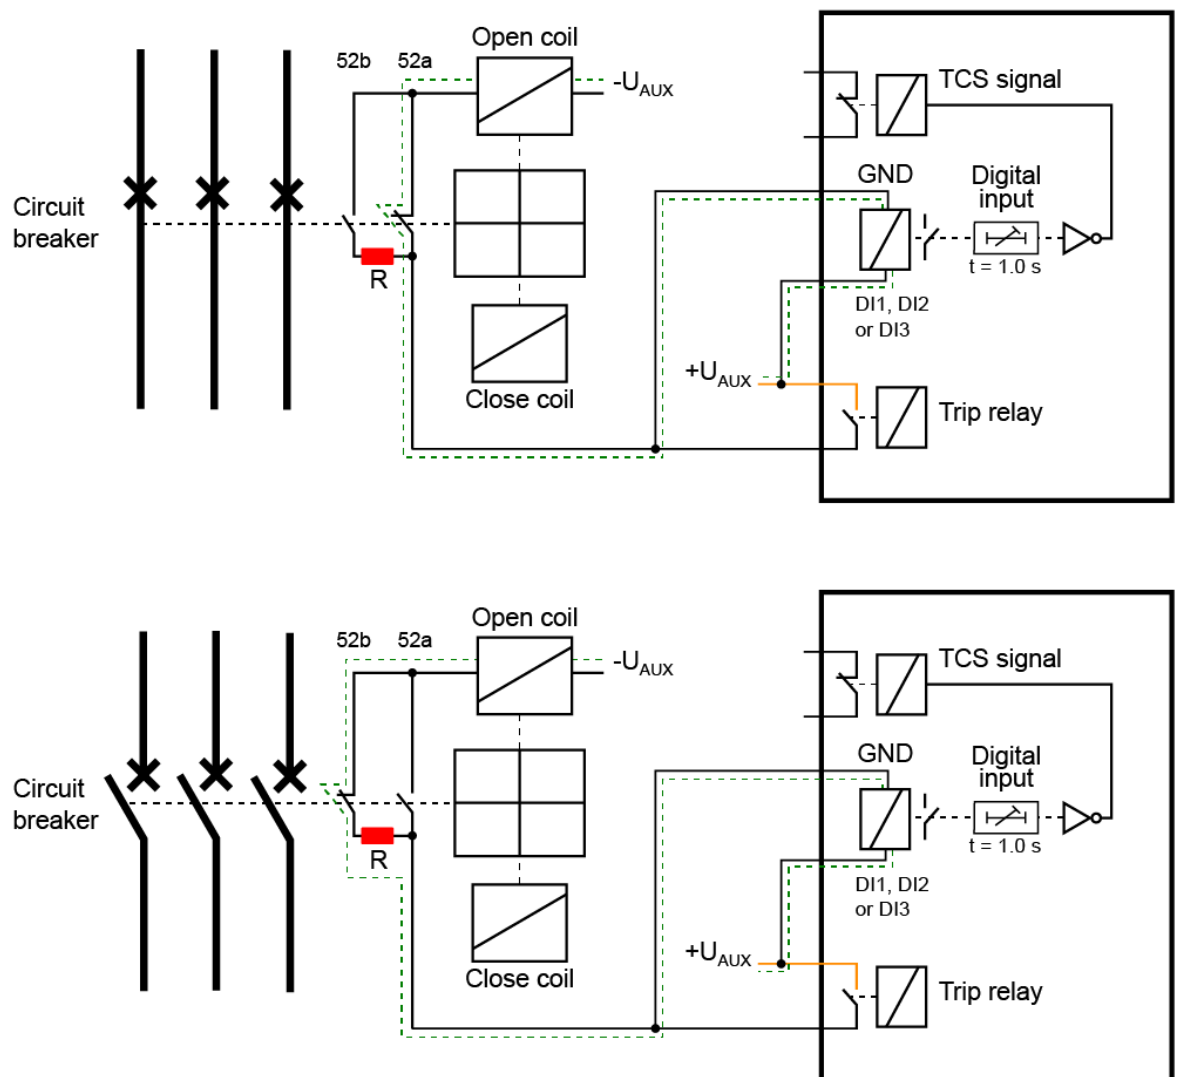 Open coil
52b 52a
-UAUX
TCS signal
GND
Digital
input
Circuit
breaker
t = 1.0 s
R
DI1, DI2
or DI3
+UAUX
Close coil
Trip relay
Open coil
52b 52a
-UAUX
TCS signal
GND
Digital
input
Circuit
breaker
t = 1.0 s
R
DI1, DI2
or DI3
+UAUX
Close coil
Trip relay